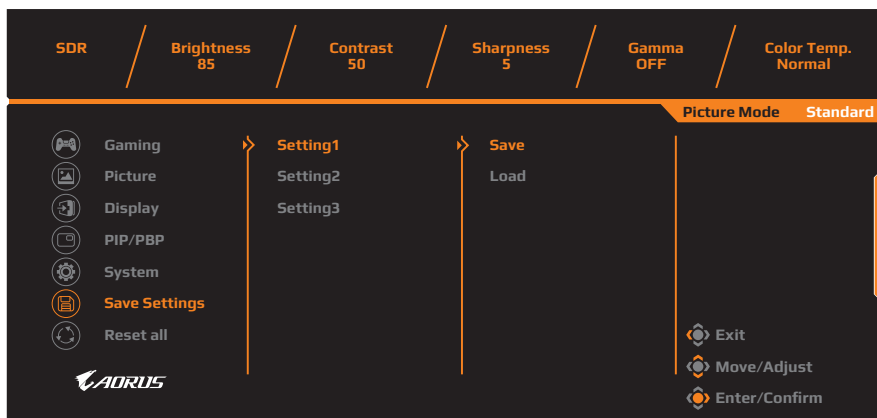 SDR
Brightness
85
Contrast
50
Sharpness
5
Gamma
OFF
Color Temp.
Normal
Picture Mode Standard
Gaming
Picture
Display
PIP/PBP
System
Save Settings
Reset all
Setting1
Setting2
Setting3
Save
Load
Exit
Move/Adjust
Enter/Confirm
AORUS